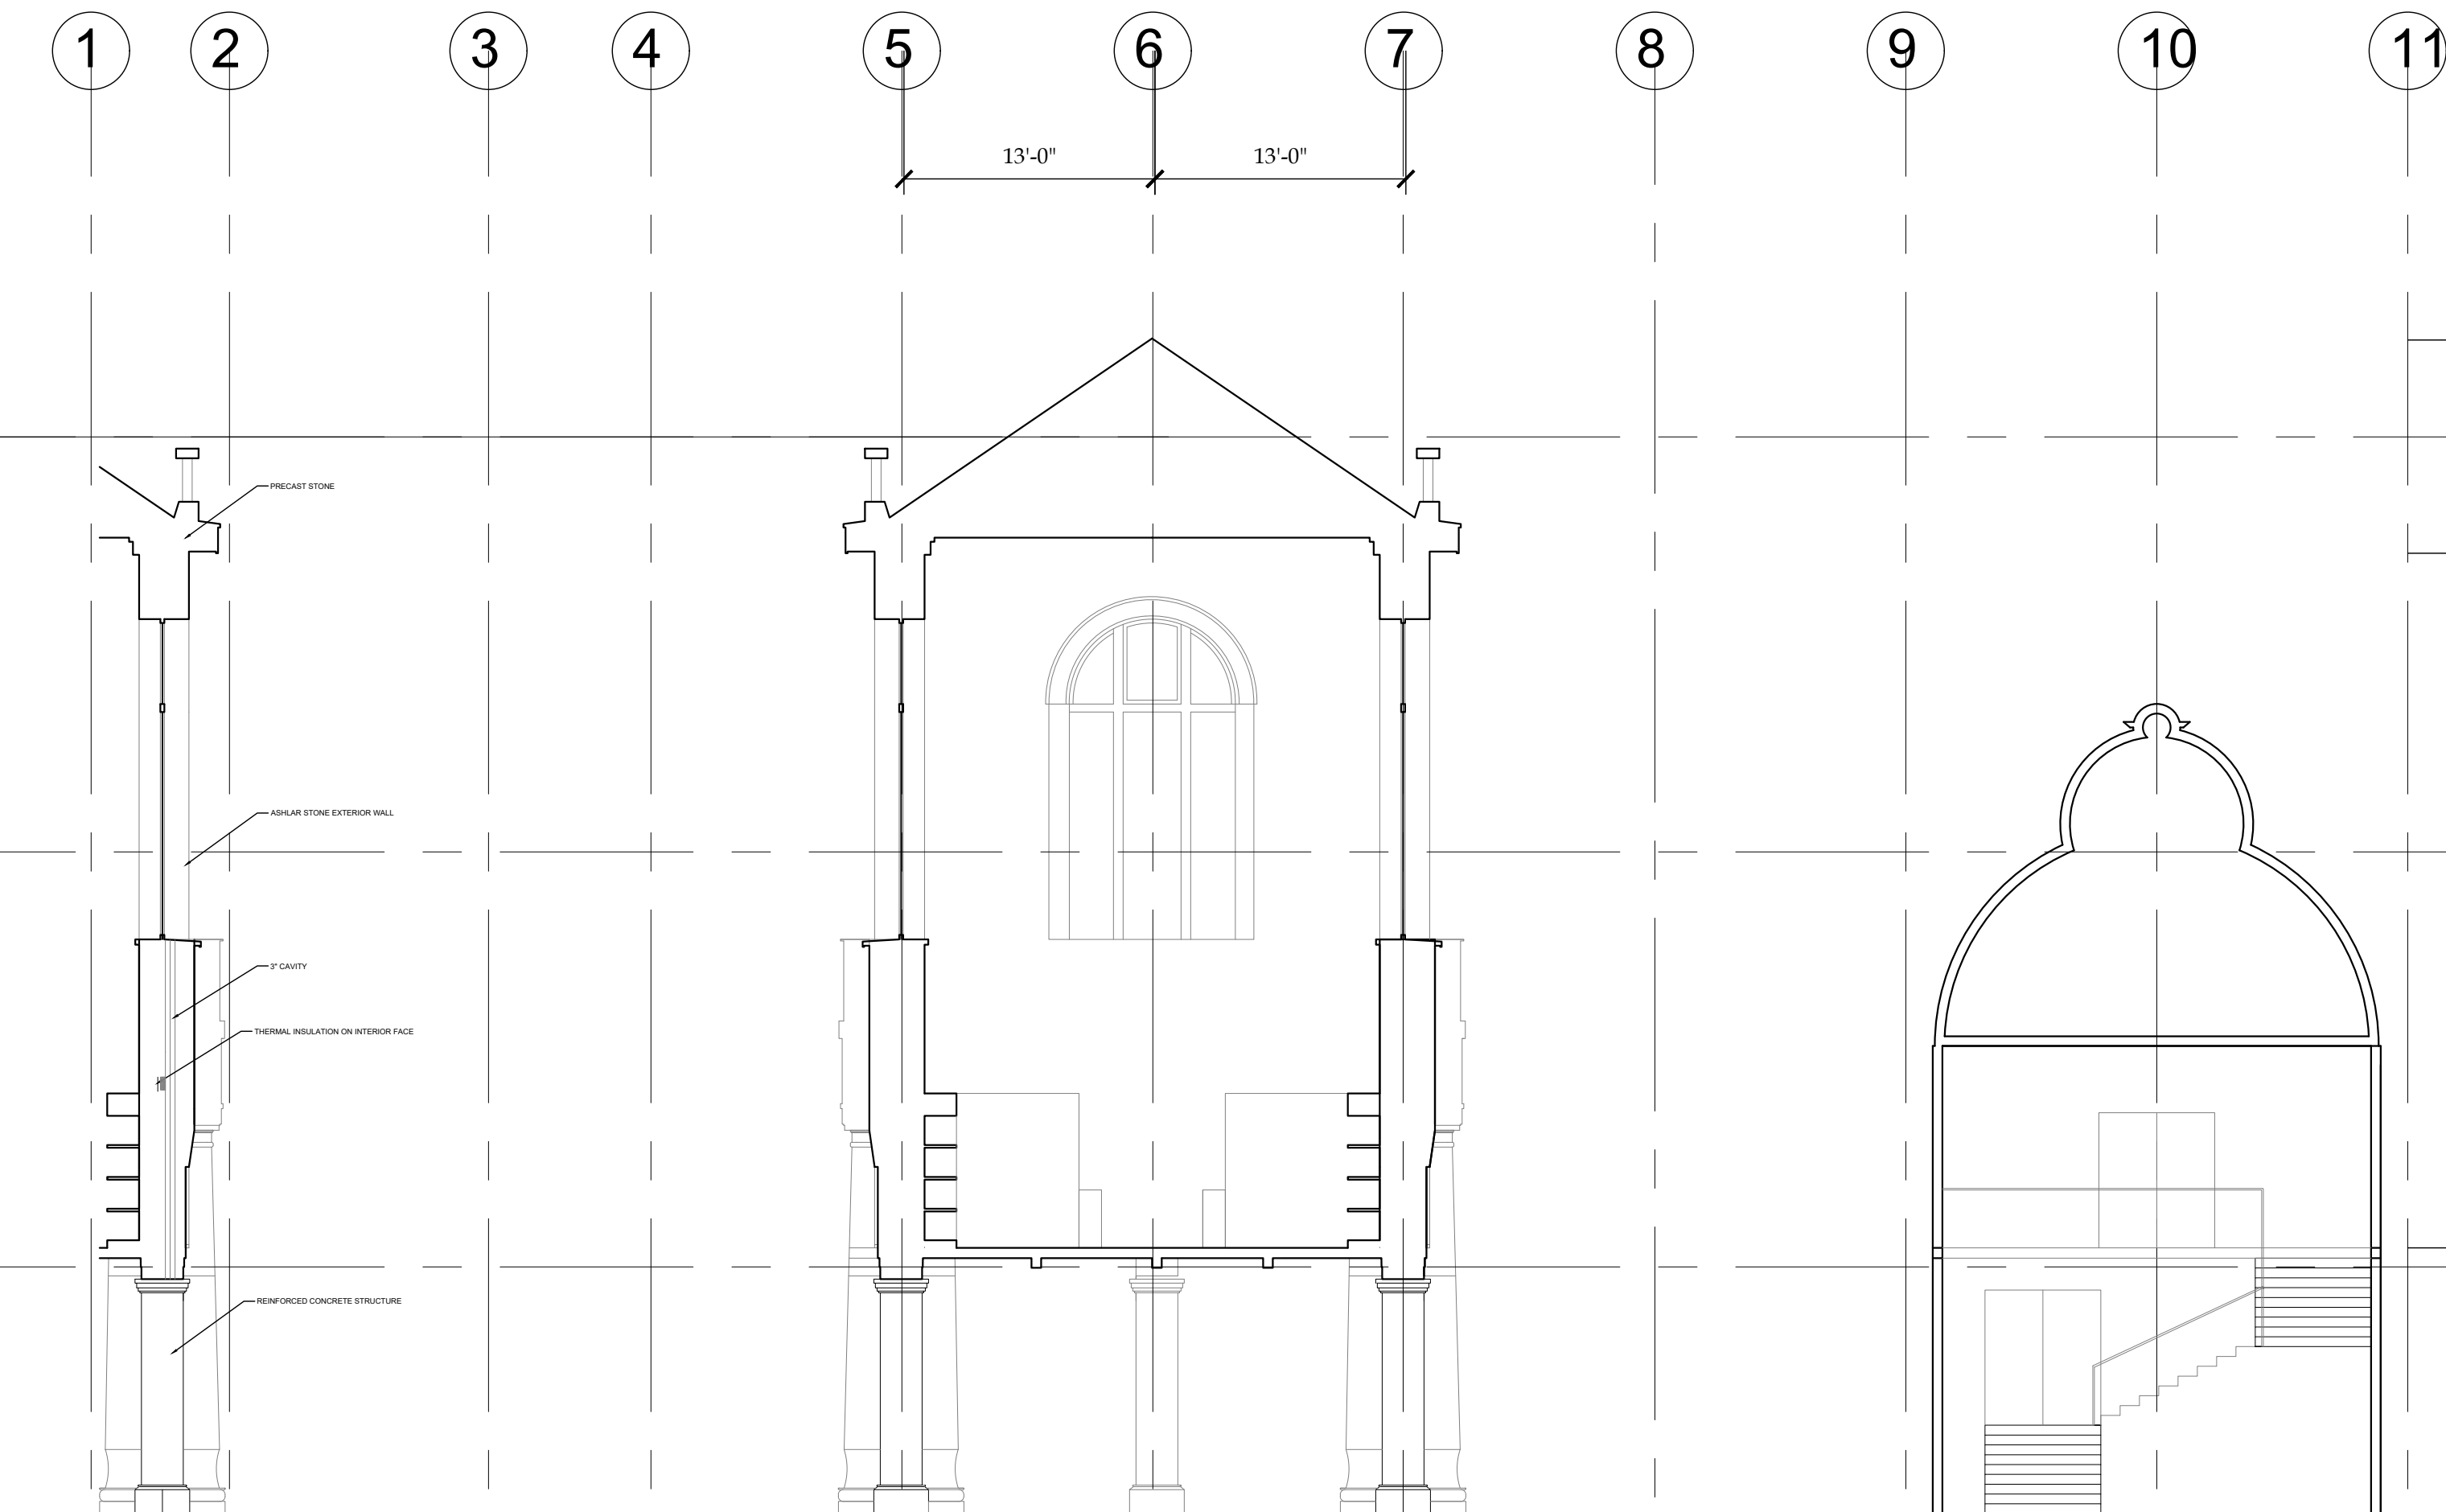 1 2 3 4 5 6 7 8 9 10 11
13'-0" 13'-0"
PRECAST STONE
ASHLAR STONE EXTERIOR WALL
3" CAVITY
THERMAL INSULATION ON INTERIOR FACE
REINFORCED CONCRETE STRUCTURE